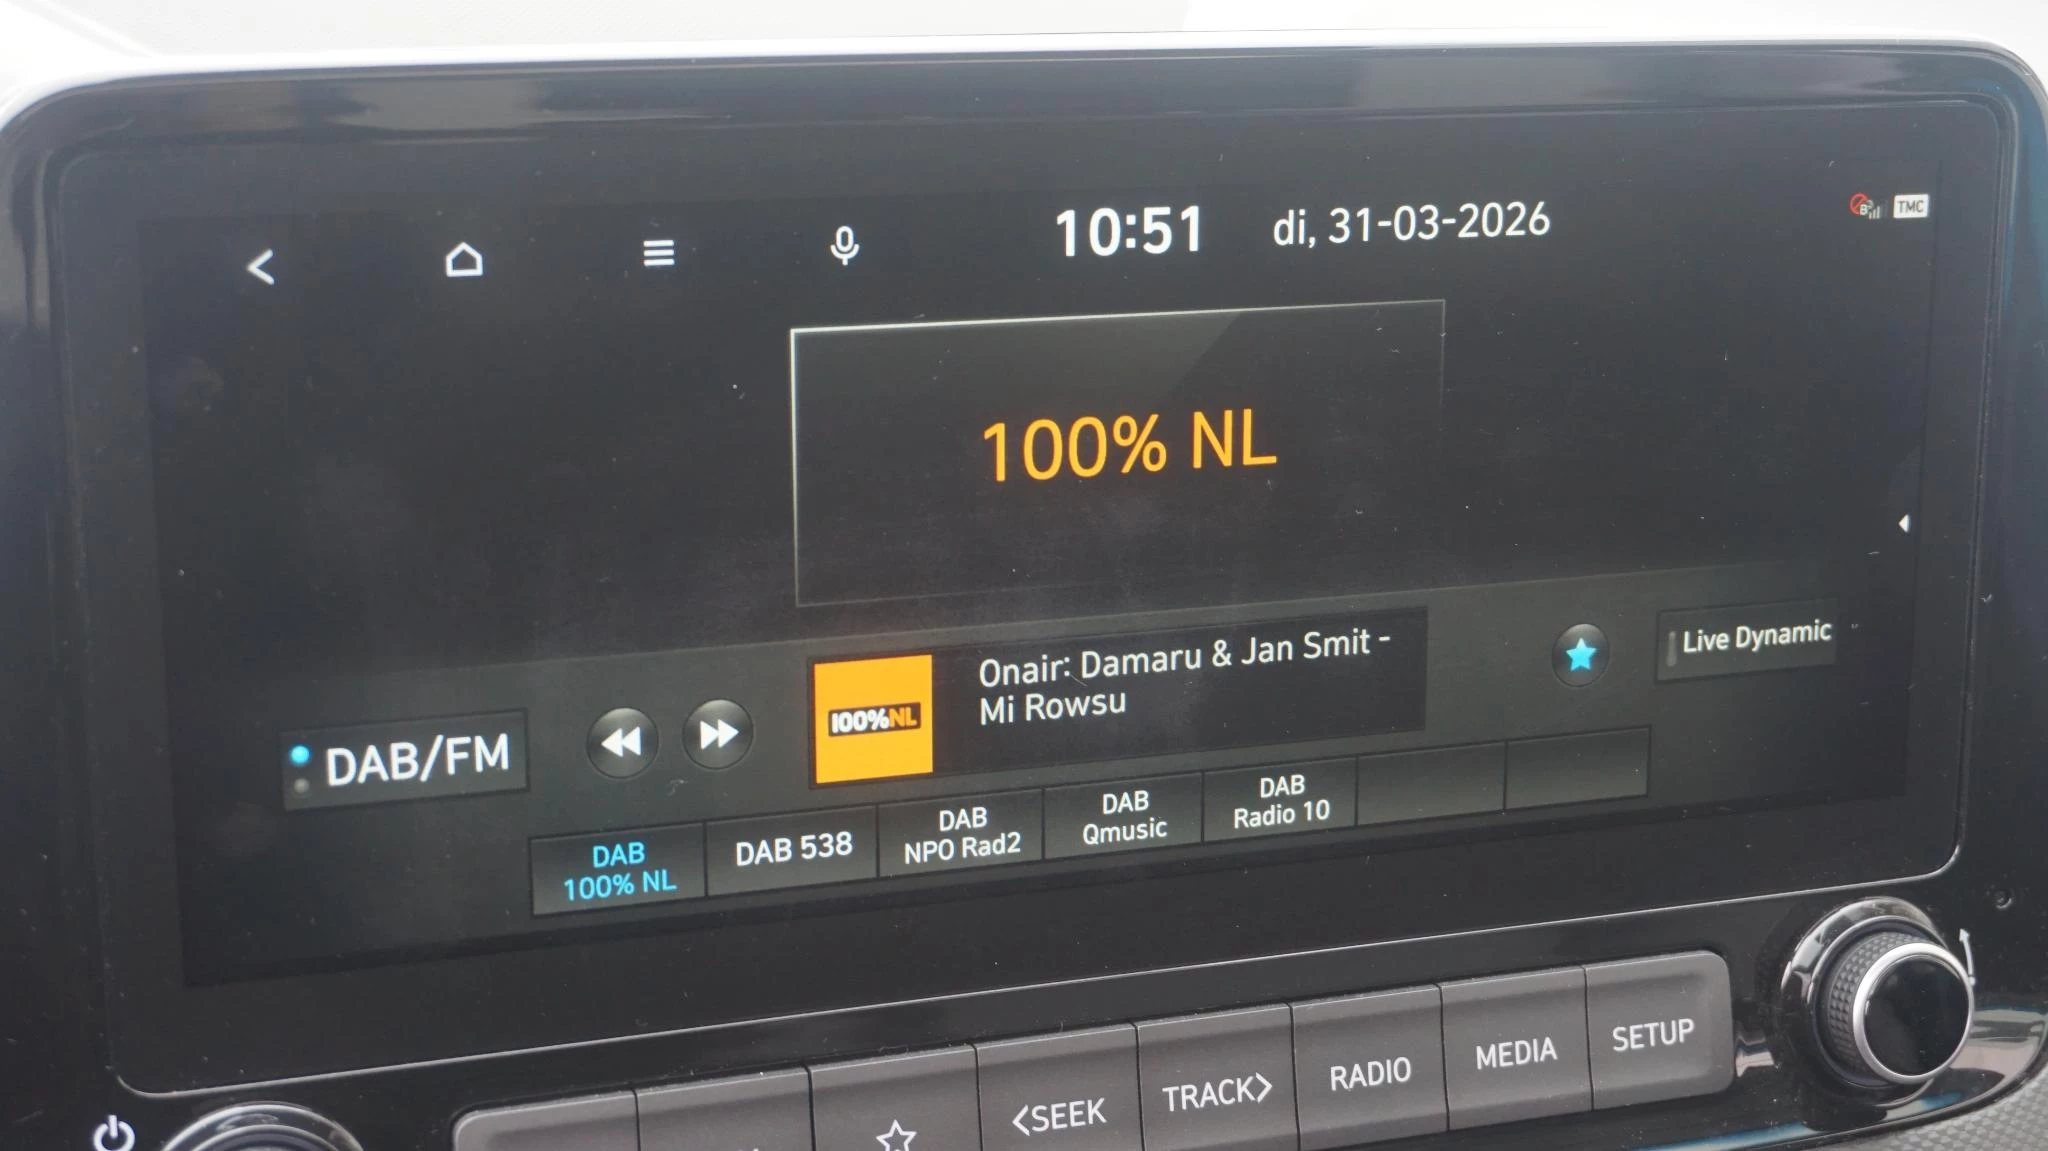 10:51 di, 31-03-2026
TMC
100% NL
Onair: Damaru & Jan Smit -
Mi Rowsu
Live Dynamic
DAB/FM
100%NL
DAB
100% NL
DAB 538
DAB
NPO Rad2
DAB
Qmusic
DAB
Radio 10
<SEEK
TRACK>
RADIO
MEDIA
SETUP